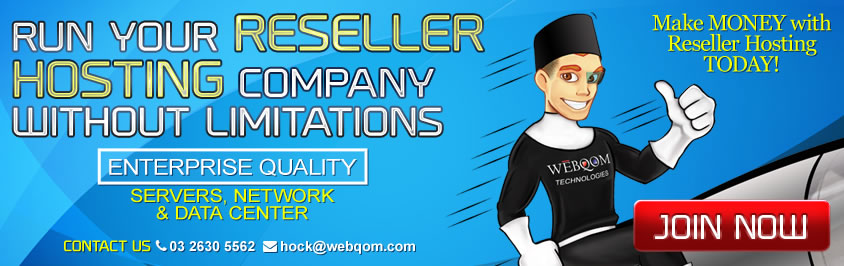 RUN YOUR RESELLER
HOSTING COMPANY
WITHOUT LIMITATIONS
ENTERPRISE QUALITY
SERVERS, NETWORK
& DATA CENTER
CONTACT US 03 2630 5562 hock@webqom.com
Make MONEY with
Reseller Hosting
TODAY!
WEBQOM
TECHNOLOGIES
JOIN NOW